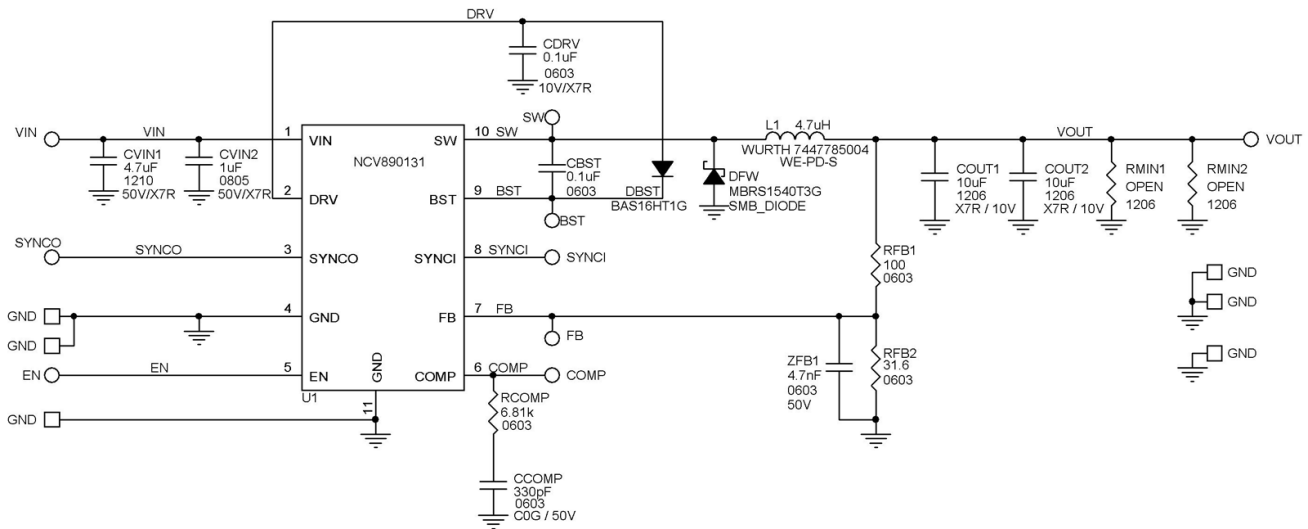 DRV
CDRV
0.1uF
0603
10V/X7R
VIN
VIN
1
VIN
CVIN1
4.7uF
1210
50V/X7R
CVIN2
1uF
0805
50V/X7R
2
DRV
NCV890131
SW
10 SW
SW
CBST
0.1uF
0603
BST
9
BST
BST
DBST
BAS16HT1G
DFW
MBRS1540T3G
SMB_DIODE
L1 4.7uH
WURTH 7447785004
WE-PD-S
VOUT
VOUT
COUT1
10uF
1206
X7R / 10V
COUT2
10uF
1206
X7R / 10V
RMIN1
OPEN
1206
RMIN2
OPEN
1206
SYNCO
SYNCO
3
SYNCO
SYNCI
8 SYNCI
SYNCI
RFB1
100
0603
GND
GND
GND
GND
GND
4
GND
FB
7
FB
FB
ZFB1
4.7nF
0603
50V
RFB2
31.6
0603
EN
EN
5
EN
GND
11
U1
COMP
6 COMP
COMP
RCOMP
6.81k
0603
GND
CCOMP
330pF
0603
C0G / 50V